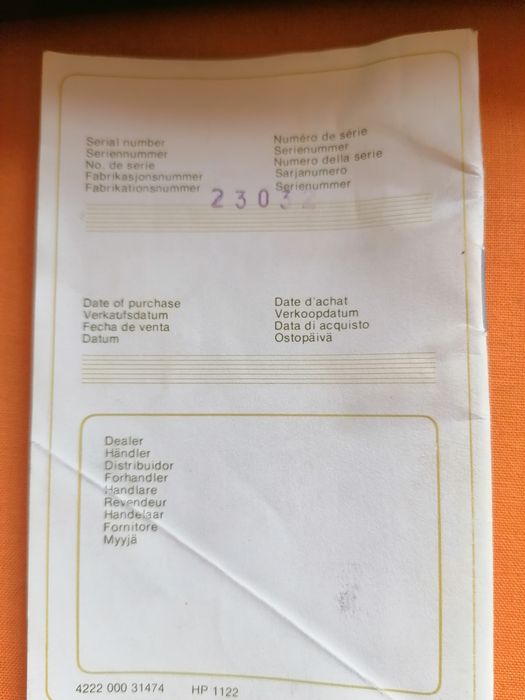 Serial number
Seriennummer
No. de serie
Fabrikasjonsnummer
Fabrikationsnummer
Numéro de série
Serienummer
Numero della serie
Sarjanumero
Serienummer
2303
Date of purchase
Verkaufsdatum
Fecha de venta
Datum
Date d'achat
Verkoopdatum
Data di acquisto
Ostopäivä
Dealer
Händler
Distribuidor
Forhandler
Handlare
Revendeur
Handelaar
Fornitore
Myyjä
4222 000 31474 HP 1122